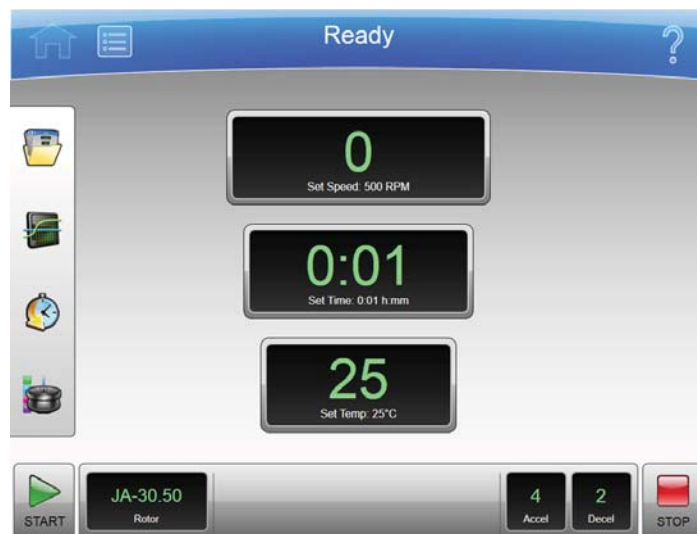 Ready
0
Set Speed: 500 RPM
0:01
Set Time: 0:01 h:mm
25
Set Temp: 25°C
START
JA-30.50
Rotor
4
Accel
2
Decel
STOP